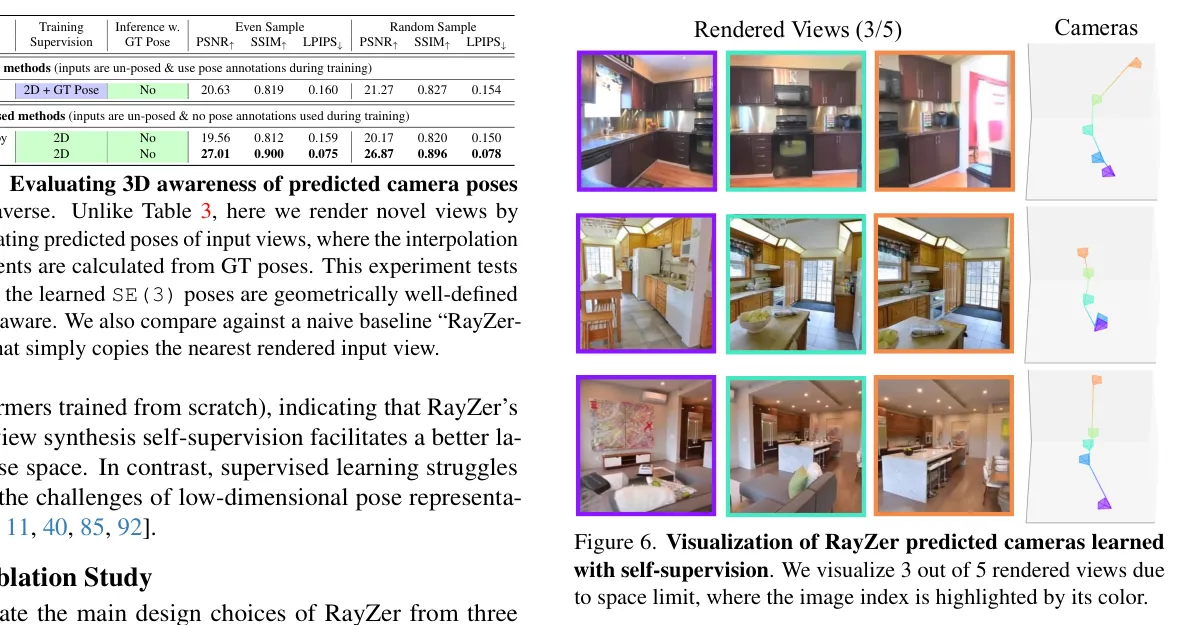 Training Inference w. Even Sample Random Sample
Supervision GT Pose PSNR↑ SSIM↑ LPIPS↓ PSNR↑ SSIM↑ LPIPS↓
methods (inputs are un-posed & use pose annotations during training)
2D + GT Pose No 20.63 0.819 0.160 21.27 0.827 0.154
sed methods (inputs are un-posed & no pose annotations used during training)
py 2D No 19.56 0.812 0.159 20.17 0.820 0.150
2D No 27.01 0.900 0.075 26.87 0.896 0.078
Evaluating 3D awareness of predicted camera poses
averse. Unlike Table 3, here we render novel views by
ating predicted poses of input views, where the interpolation
ents are calculated from GT poses. This experiment tests
the learned SE(3) poses are geometrically well-defined
aware. We also compare against a naive baseline “RayZer-
hat simply copies the nearest rendered input view.
rmers trained from scratch), indicating that RayZer's
view synthesis self-supervision facilitates a better la-
se space. In contrast, supervised learning struggles
the challenges of low-dimensional pose representa-
11, 40, 85, 92].
blation Study
ate the main design choices of RayZer from three
Rendered Views (3/5) Cameras
Figure 6. Visualization of RayZer predicted cameras learned
with self-supervision. We visualize 3 out of 5 rendered views due
to space limit, where the image index is highlighted by its color.